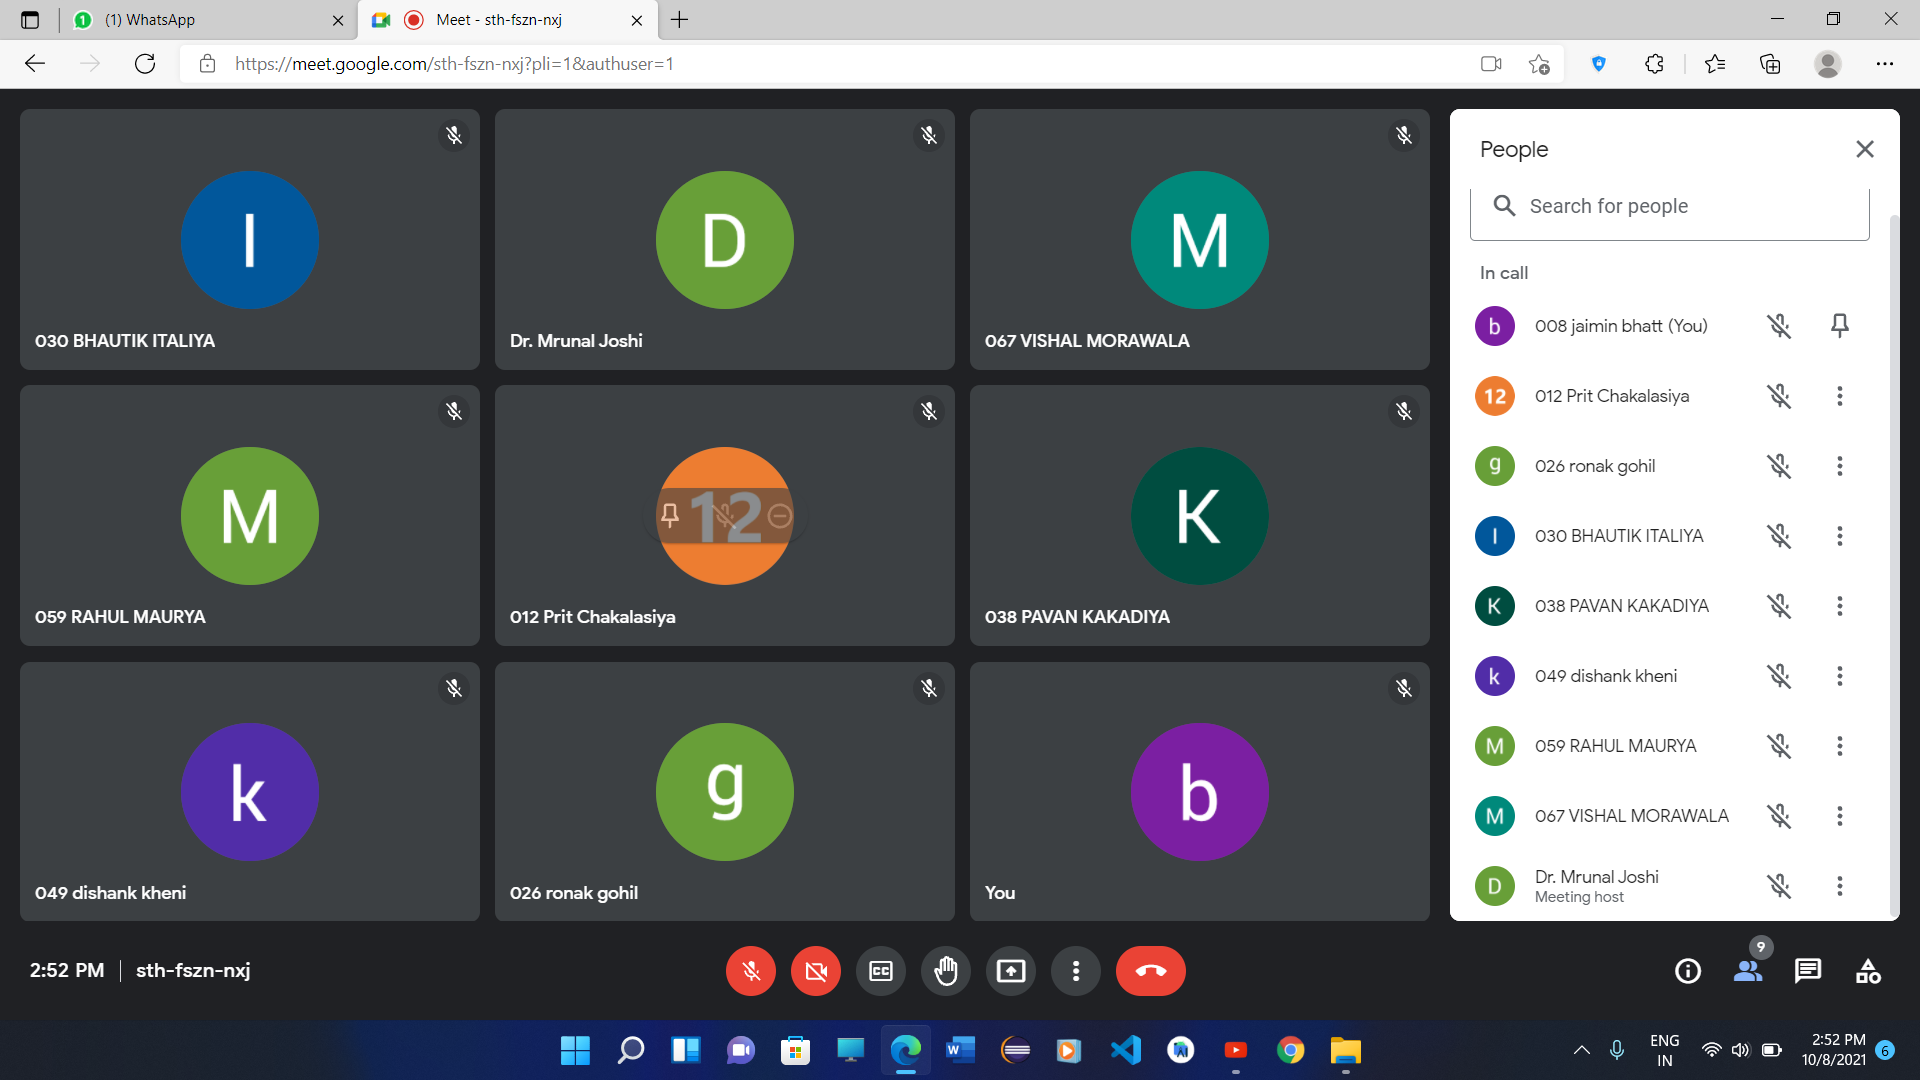 (1) WhatsApp
Meet - sth-fszn-nxj
https://meet.google.com/sth-fszn-nxj?pli=1&authuser=1
I
030 BHAUTIK ITALIYA
D
Dr. Mrunal Joshi
M
067 VISHAL MORAWALA
M
059 RAHUL MAURYA
12
012 Prit Chakalasiya
K
038 PAVAN KAKADIYA
k
049 dishank kheni
g
026 ronak gohil
b
You
People
Search for people
In call
b 008 jaimin bhatt (You)
12 012 Prit Chakalasiya
g 026 ronak gohil
I 030 BHAUTIK ITALIYA
K 038 PAVAN KAKADIYA
k 049 dishank kheni
M 059 RAHUL MAURYA
M 067 VISHAL MORAWALA
D Dr. Mrunal Joshi
Meeting host
2:52 PM | sth-fszn-nxj
CC
9
ENG
IN
2:52 PM
10/8/2021
6